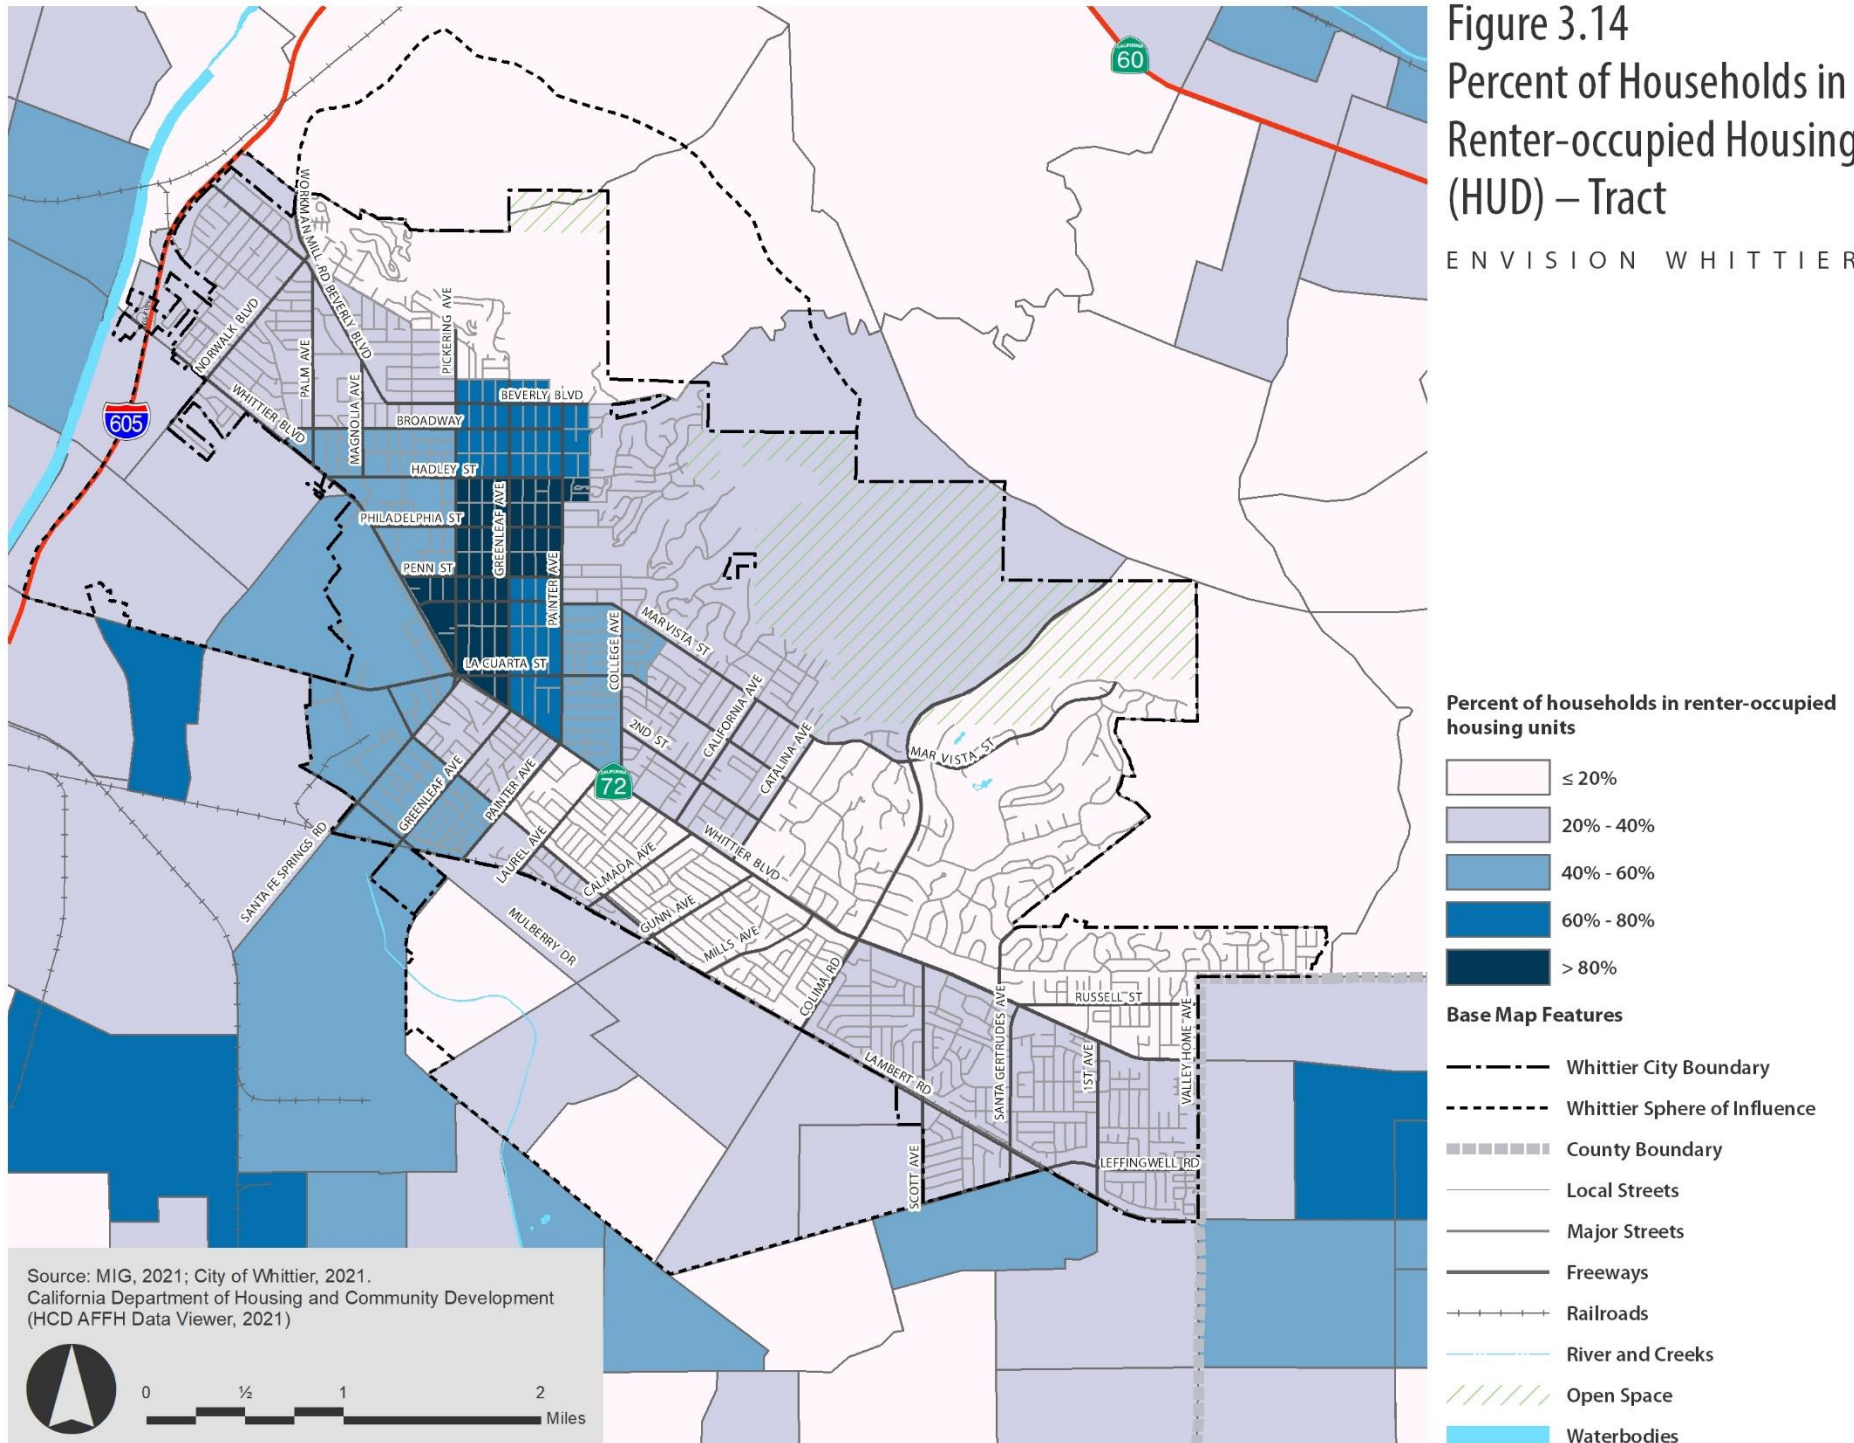 Figure 3.14
Percent of Households in
Renter-occupied Housing
(HUD) – Tract
ENVISION WHITTIER
CALIFORNIA
60
605
CALIFORNIA
72
WORKMAN MILL RD
BEVERLY BLVD
PICKERING AVE
NORWALK BLVD
PALM AVE
MAGNOLIA AVE
WHITTIER BLVD
BEVERLY BLVD
BROADWAY
HADLEY ST
GREENLEAF AVE
PHILADELPHIA ST
PENN ST
PAINTER AVE
LA CUARTA ST
COLLEGE AVE
MAR VISTA ST
2ND ST
CALIFORNIA AVE
CATALINA AVE
MAR VISTA ST
GREENLEAF AVE
PAINTER AVE
SANTA FE SPRINGS RD
LAUREL AVE
CALMADA AVE
WHITTIER BLVD
GUNN AVE
MILLS AVE
MULBERRY DR
COLIMA RD
LAMBERT RD
SCOTT AVE
SANTA GERTRUDES AVE
RUSSELL ST
1ST AVE
VALLEY HOME AVE
LEFFINGWELL RD
Percent of households in renter-occupied
housing units
≤ 20%
20% - 40%
40% - 60%
60% - 80%
> 80%
Base Map Features
Whittier City Boundary
Whittier Sphere of Influence
County Boundary
Local Streets
Major Streets
Freeways
Railroads
River and Creeks
Open Space
Waterbodies
Source: MIG, 2021; City of Whittier, 2021.
California Department of Housing and Community Development
(HCD AFFH Data Viewer, 2021)
0 ½ 1 2
Miles